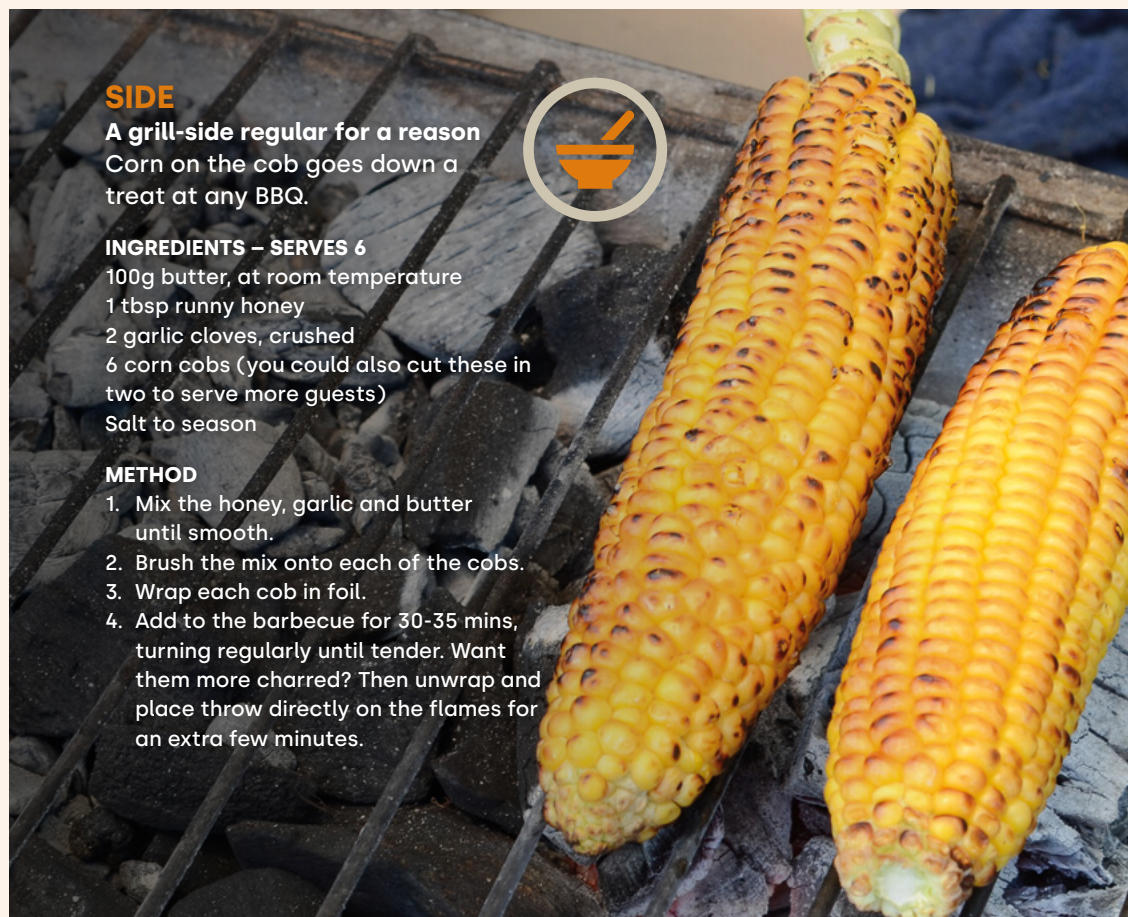 SIDE
A grill-side regular for a reason
Corn on the cob goes down a
treat at any BBQ.
INGREDIENTS – SERVES 6
100g butter, at room temperature
1 tbsp runny honey
2 garlic cloves, crushed
6 corn cobs (you could also cut these in
two to serve more guests)
Salt to season
METHOD
1. Mix the honey, garlic and butter
until smooth.
2. Brush the mix onto each of the cobs.
3. Wrap each cob in foil.
4. Add to the barbecue for 30-35 mins,
turning regularly until tender. Want
them more charred? Then unwrap and
place throw directly on the flames for
an extra few minutes.